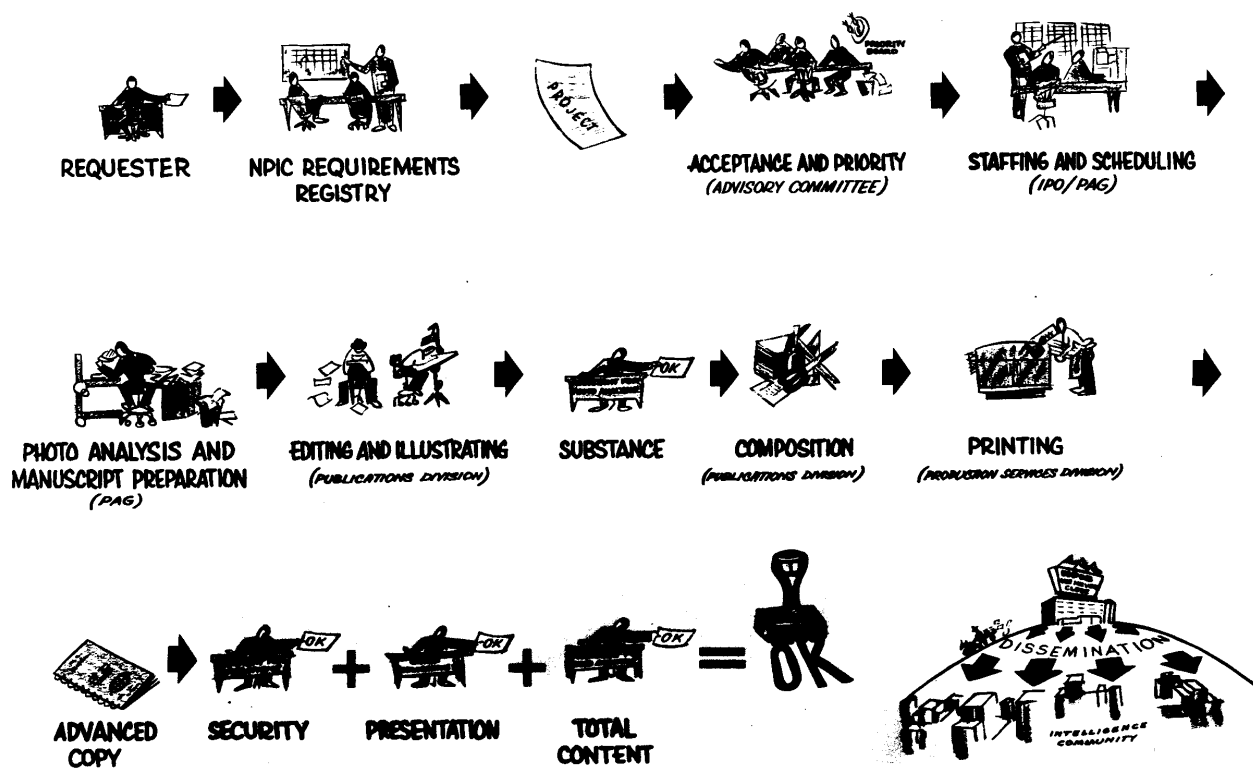 PRIORITY
BOARD
PROJECT
REQUESTER
NPIC REQUIREMENTS
REGISTRY
ACCEPTANCE AND PRIORITY
(ADVISORY COMMITTEE)
STAFFING AND SCHEDULING
(IPO/PAG)
OK
PHOTO ANALYSIS AND
MANUSCRIPT PREPARATION
(PAG)
EDITING AND ILLUSTRATING
(PUBLICATIONS DIVISION)
SUBSTANCE
COMPOSITION
(PUBLICATIONS DIVISION)
PRINTING
(PRODUCTION SERVICES DIVISION)
OK
+
OK
+
OK
=
OK
ADVANCED
COPY
SECURITY
PRESENTATION
TOTAL
CONTENT
DISSEMINATION
INTELLIGENCE
COMMUNITY